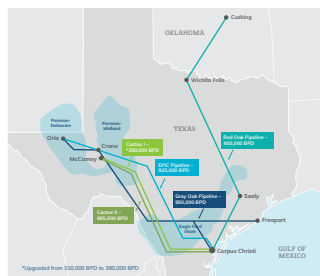 Cushing
OKLAHOMA
Wichita Falls
Permian-
Delaware
Permian-
Midland
TEXAS
Orla
Crane
McCamey
Cactus I –
*390,000 BPD
Red Oak Pipeline –
400,000 BPD
EPIC Pipeline –
925,000 BPD
Gray Oak Pipeline –
950,000 BPD
Cactus II –
685,000 BPD
Sealy
Freeport
Eagle Ford
Shale
Corpus Christi
GULF OF
MEXICO
*Upgraded from 310,000 BPD to 390,000 BPD